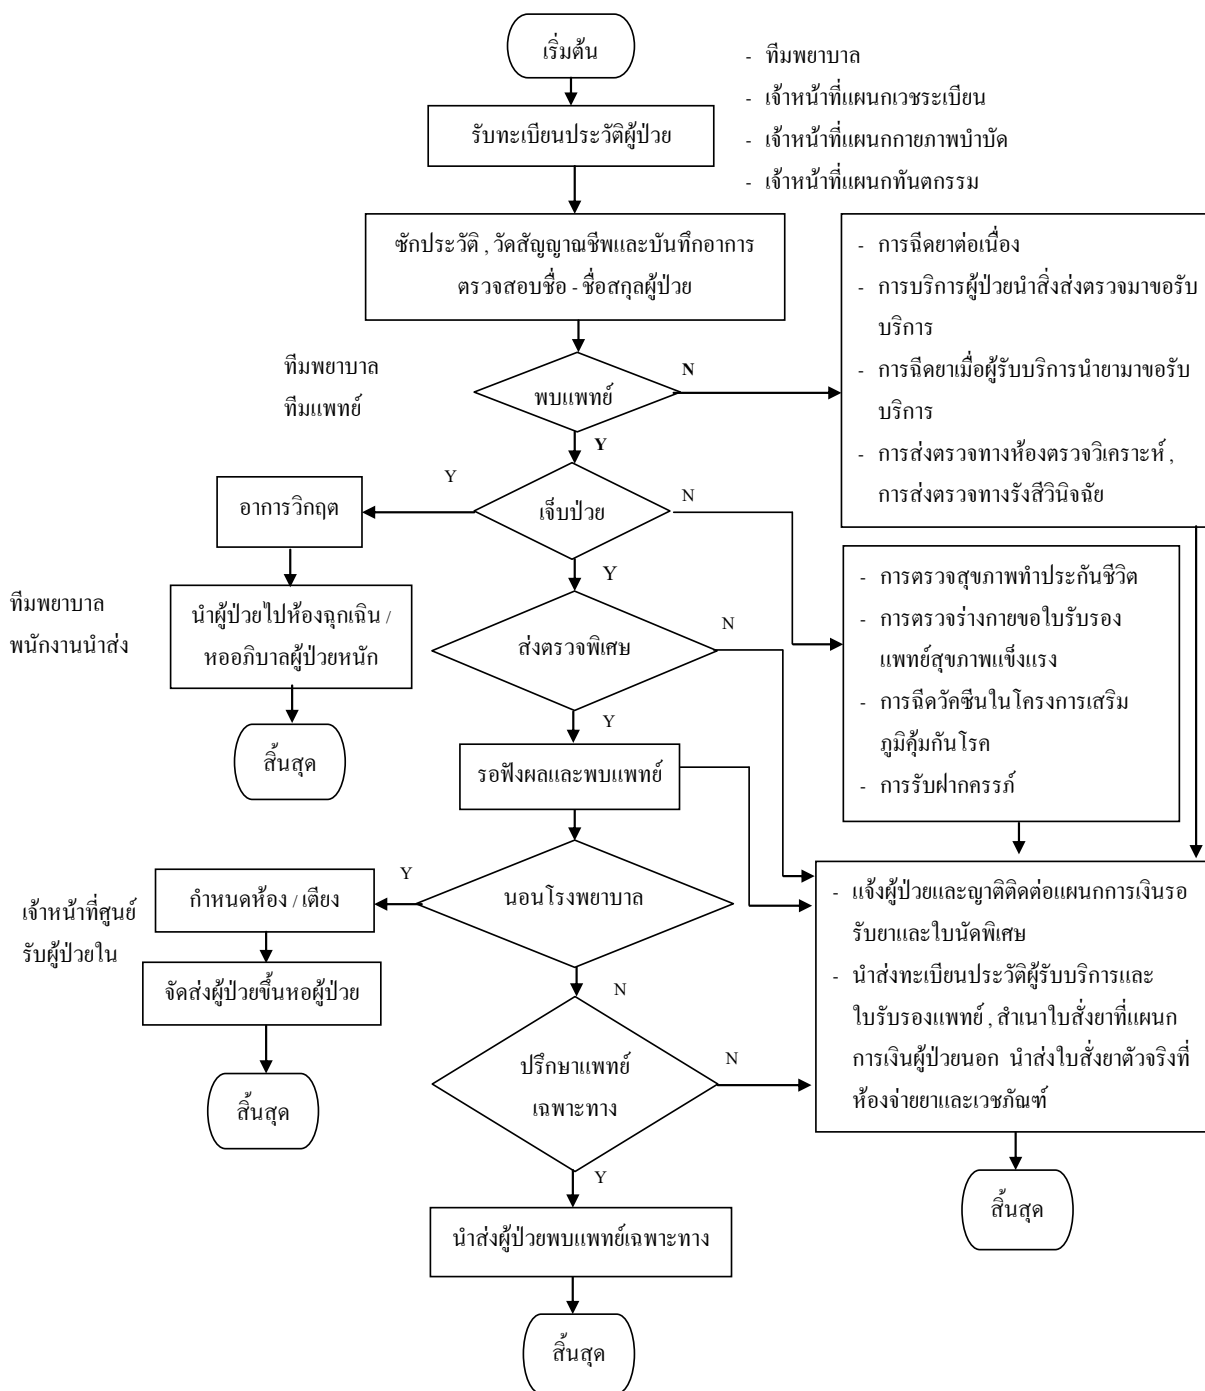 เริ่มต้น
- ทีมพยาบาล
- เจ้าหน้าที่แผนกเวชระเบียน
- เจ้าหน้าที่แผนกกายภาพบำบัด
- เจ้าหน้าที่แผนกทันตกรรม
รับทะเบียนประวัติผู้ป่วย
ซักประวัติ , วัดสัญญาณชีพและบันทึกอาการ
ตรวจสอบชื่อ - ชื่อสกุลผู้ป่วย
- การฉีดยาต่อเนื่อง
- การบริการผู้ป่วยนำสิ่งส่งตรวจมาขอรับ
บริการ
- การฉีดยาเมื่อผู้รับบริการนำยามาขอรับ
บริการ
- การส่งตรวจทางห้องตรวจวิเคราะห์ ,
การส่งตรวจทางรังสีวินิจฉัย
ทีมพยาบาล
ทีมแพทย์
พบแพทย์
N
Y
เจ็บป่วย
Y
N
อาการวิกฤต
Y
ทีมพยาบาล
พนักงานนำส่ง
นำผู้ป่วยไปห้องฉุกเฉิน /
หออภิบาลผู้ป่วยหนัก
สิ้นสุด
ส่งตรวจพิเศษ
N
Y
- การตรวจสุขภาพทำประกันชีวิต
- การตรวจร่างกายขอใบรับรอง
แพทย์สุขภาพแข็งแรง
- การฉีดวัคซีนในโครงการเสริม
ภูมิคุ้มกันโรค
- การรับฝากครรภ์
รอฟังผลและพบแพทย์
นอนโรงพยาบาล
Y
N
เจ้าหน้าที่ศูนย์
รับผู้ป่วยใน
กำหนดห้อง / เตียง
จัดส่งผู้ป่วยขึ้นหอผู้ป่วย
สิ้นสุด
- แจ้งผู้ป่วยและญาติติดต่อแผนกการเงินรอ
รับยาและใบนัดพิเศษ
- นำส่งทะเบียนประวัติผู้รับบริการและ
ใบรับรองแพทย์ , สำเนาใบสั่งยาที่แผนก
การเงินผู้ป่วยนอก นำส่งใบสั่งยาตัวจริงที่
ห้องจ่ายยาและเวชภัณฑ์
ปรึกษาแพทย์
เฉพาะทาง
N
Y
สิ้นสุด
นำส่งผู้ป่วยพบแพทย์เฉพาะทาง
สิ้นสุด